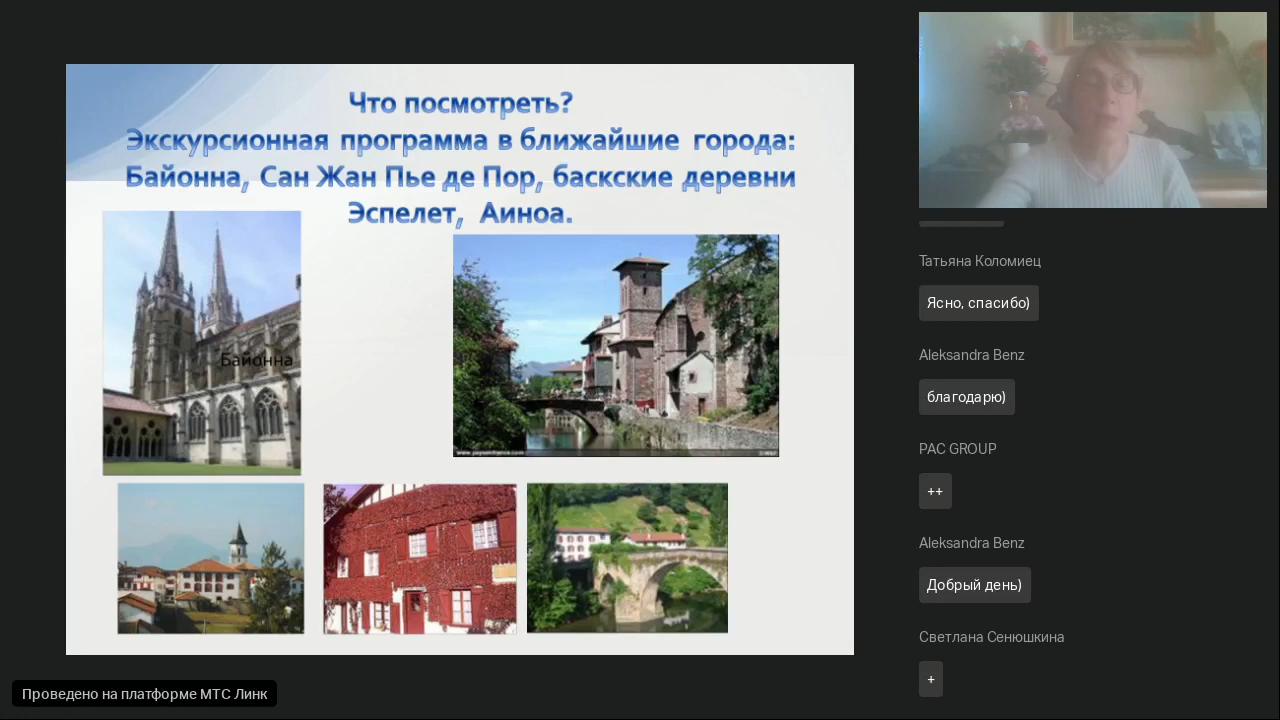 Что посмотреть?
Экскурсионная программа в ближайшие города:
Байонна, Сан Жан Пье де Пор, баскские деревни
Эспелет, Аиноа.
Байонна
Татьяна Коломиец
Ясно, спасибо)
Aleksandra Benz
благодарю)
PAC GROUP
++
Aleksandra Benz
Добрый день)
Светлана Сенюшкина
+
Проведено на платформе МТС Линк